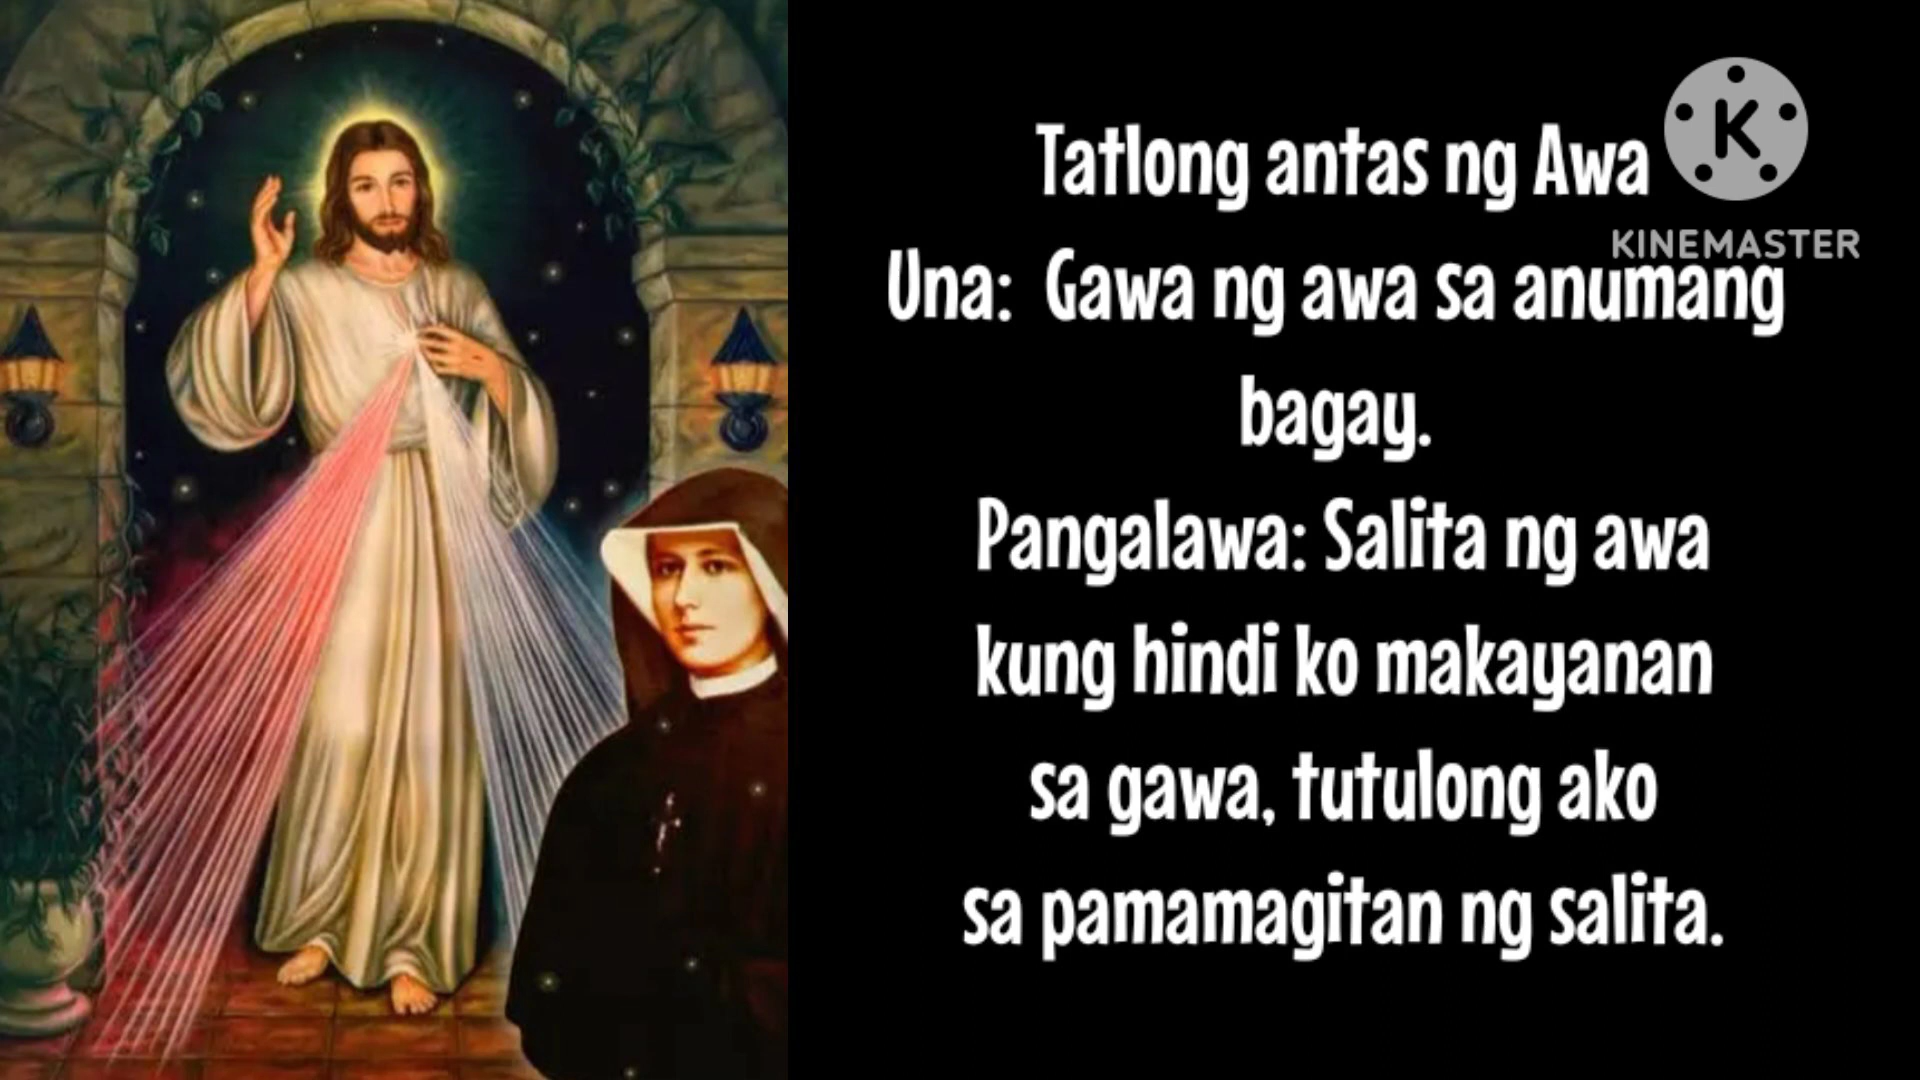 Tatlong antas ng Awa
K
KINEMASTER
Una: Gawa ng awa sa anumang
bagay.
Pangalawa: Salita ng awa
kung hindi ko makayanan
sa gawa, tutulong ako
sa pamamagitan ng salita.